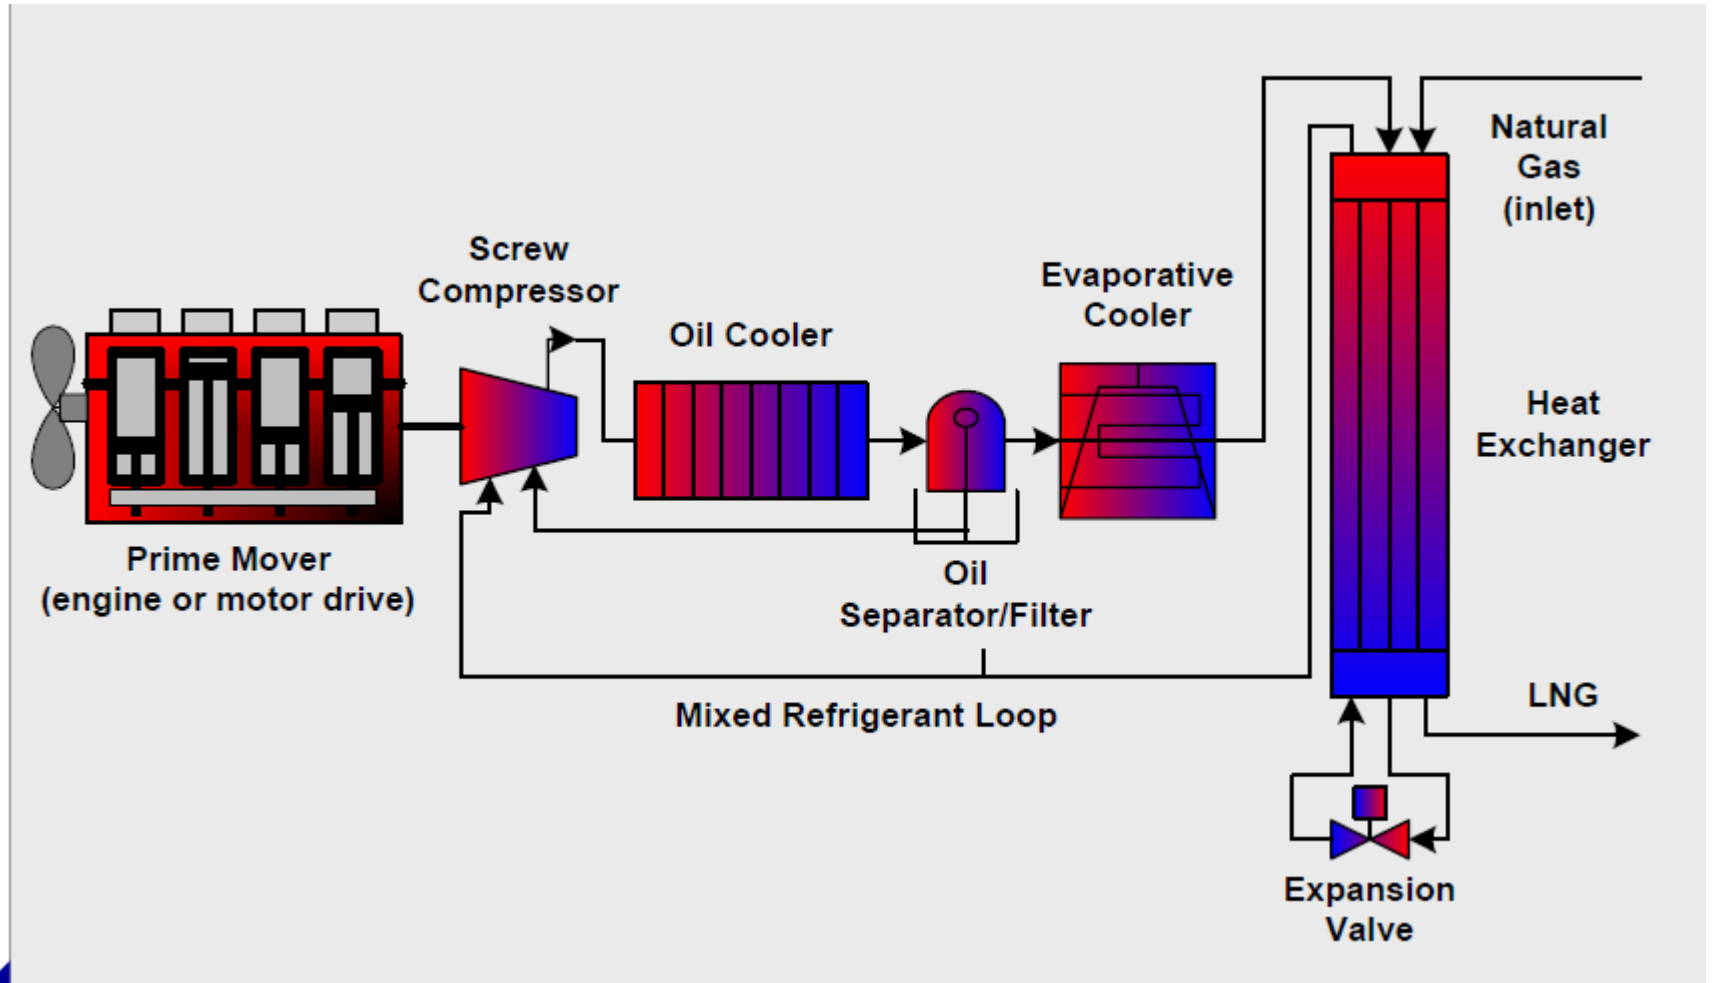 Natural
Gas
(inlet)
Screw
Compressor
Evaporative
Cooler
Oil Cooler
Heat
Exchanger
Prime Mover
(engine or motor drive)
Oil
Separator/Filter
LNG
Mixed Refrigerant Loop
Expansion
Valve